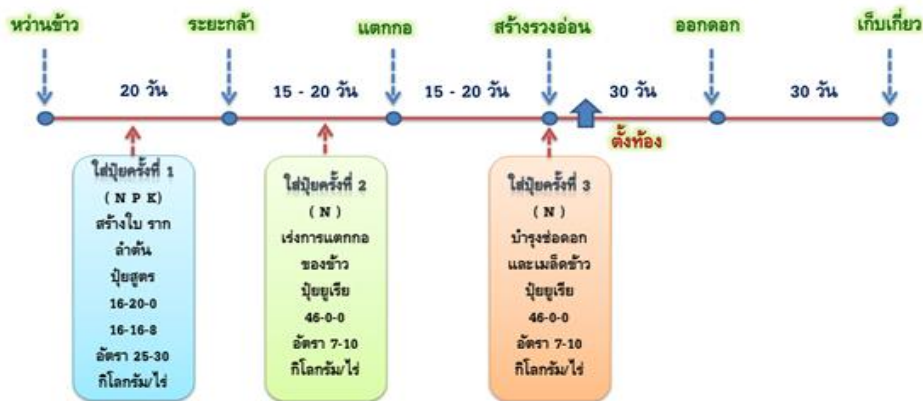 หว่านข้าว
ระยะกล้า
แตกกอ
สร้างรวงอ่อน
ออกดอก
เก็บเกี่ยว
20 วัน
15 - 20 วัน
15 - 20 วัน
30 วัน
30 วัน
ตั้งท้อง
ใส่ปุ๋ยครั้งที่ 1
( N P K)
สร้างใบ ราก
ลำต้น
ปุ๋ยสูตร
16-20-0
16-16-8
อัตรา 25-30
กิโลกรัม/ไร่
ใส่ปุ๋ยครั้งที่ 2
( N )
เร่งการแตกกอ
ของข้าว
ปุ๋ยยูเรีย
46-0-0
อัตรา 7-10
กิโลกรัม/ไร่
ใส่ปุ๋ยครั้งที่ 3
( N )
บำรุงช่อดอก
และเมล็ดข้าว
ปุ๋ยยูเรีย
46-0-0
อัตรา 7-10
กิโลกรัม/ไร่